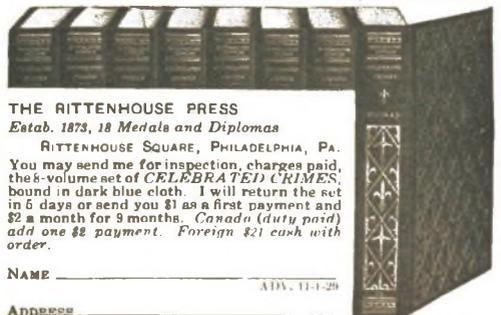 THE RITTENHOUSE PRESS
Estab. 1873, 18 Medals and Diplomas
RITTENHOUSE SQUARE, PHILADELPHIA, PA.
You may send me for inspection, charges paid,
the 8-volume set of CELEBRATED CRIMES,
bound in dark blue cloth. I will return the set
in 5 days or send you $1 as a first payment and
$2 a month for 9 months. Canada (duty paid)
add one $2 payment. Foreign $21 cash with
order.
NAME
ADV. 11-1-29
ADDRESS